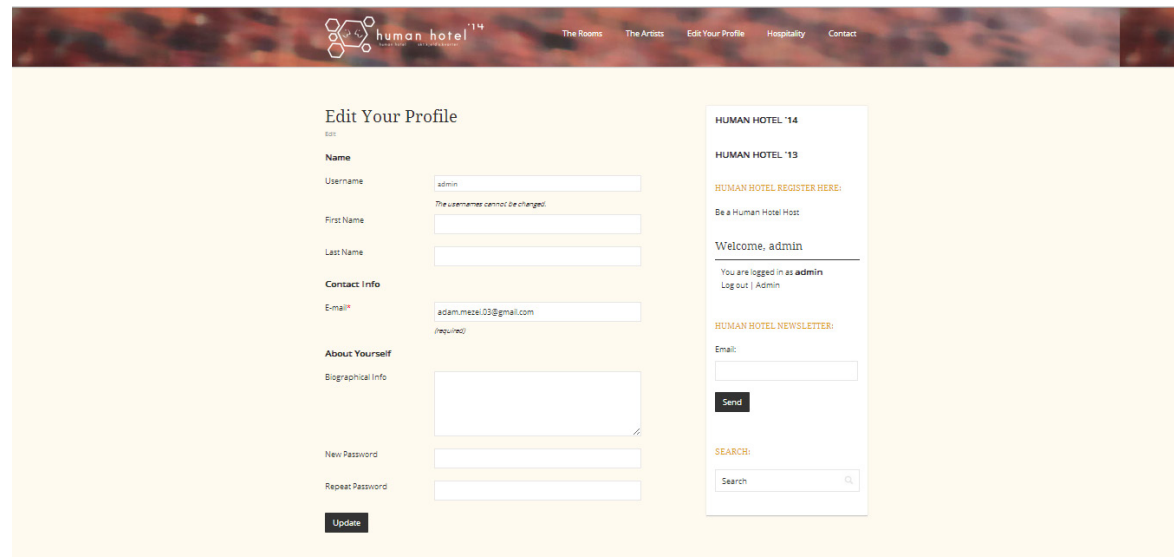 human hotel '14
The Rooms The Artists Edit Your Profile Hospitality Contact
Edit Your Profile
Edit
Name
Username admin
The usernames cannot be changed.
First Name
Last Name
Contact Info
E-mail* adam.mezei.03@gmail.com
(required)
About Yourself
Biographical Info
New Password
Repeat Password
Update
HUMAN HOTEL '14
HUMAN HOTEL '13
HUMAN HOTEL REGISTER HERE:
Be a Human Hotel Host
Welcome, admin
You are logged in as admin
Log out | Admin
HUMAN HOTEL NEWSLETTER:
Email:
Send
SEARCH:
Search